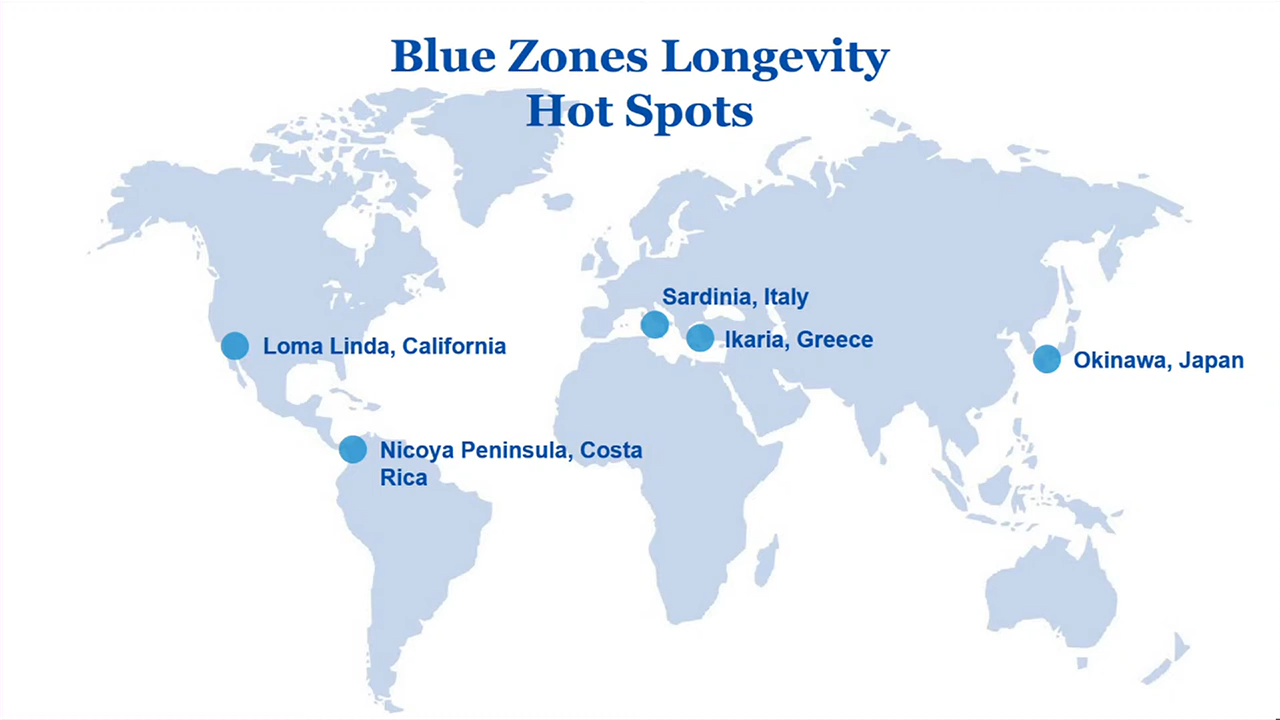 Blue Zones Longevity
Hot Spots
Sardinia, Italy
Ikaria, Greece
Loma Linda, California
Okinawa, Japan
Nicoya Peninsula, Costa
Rica